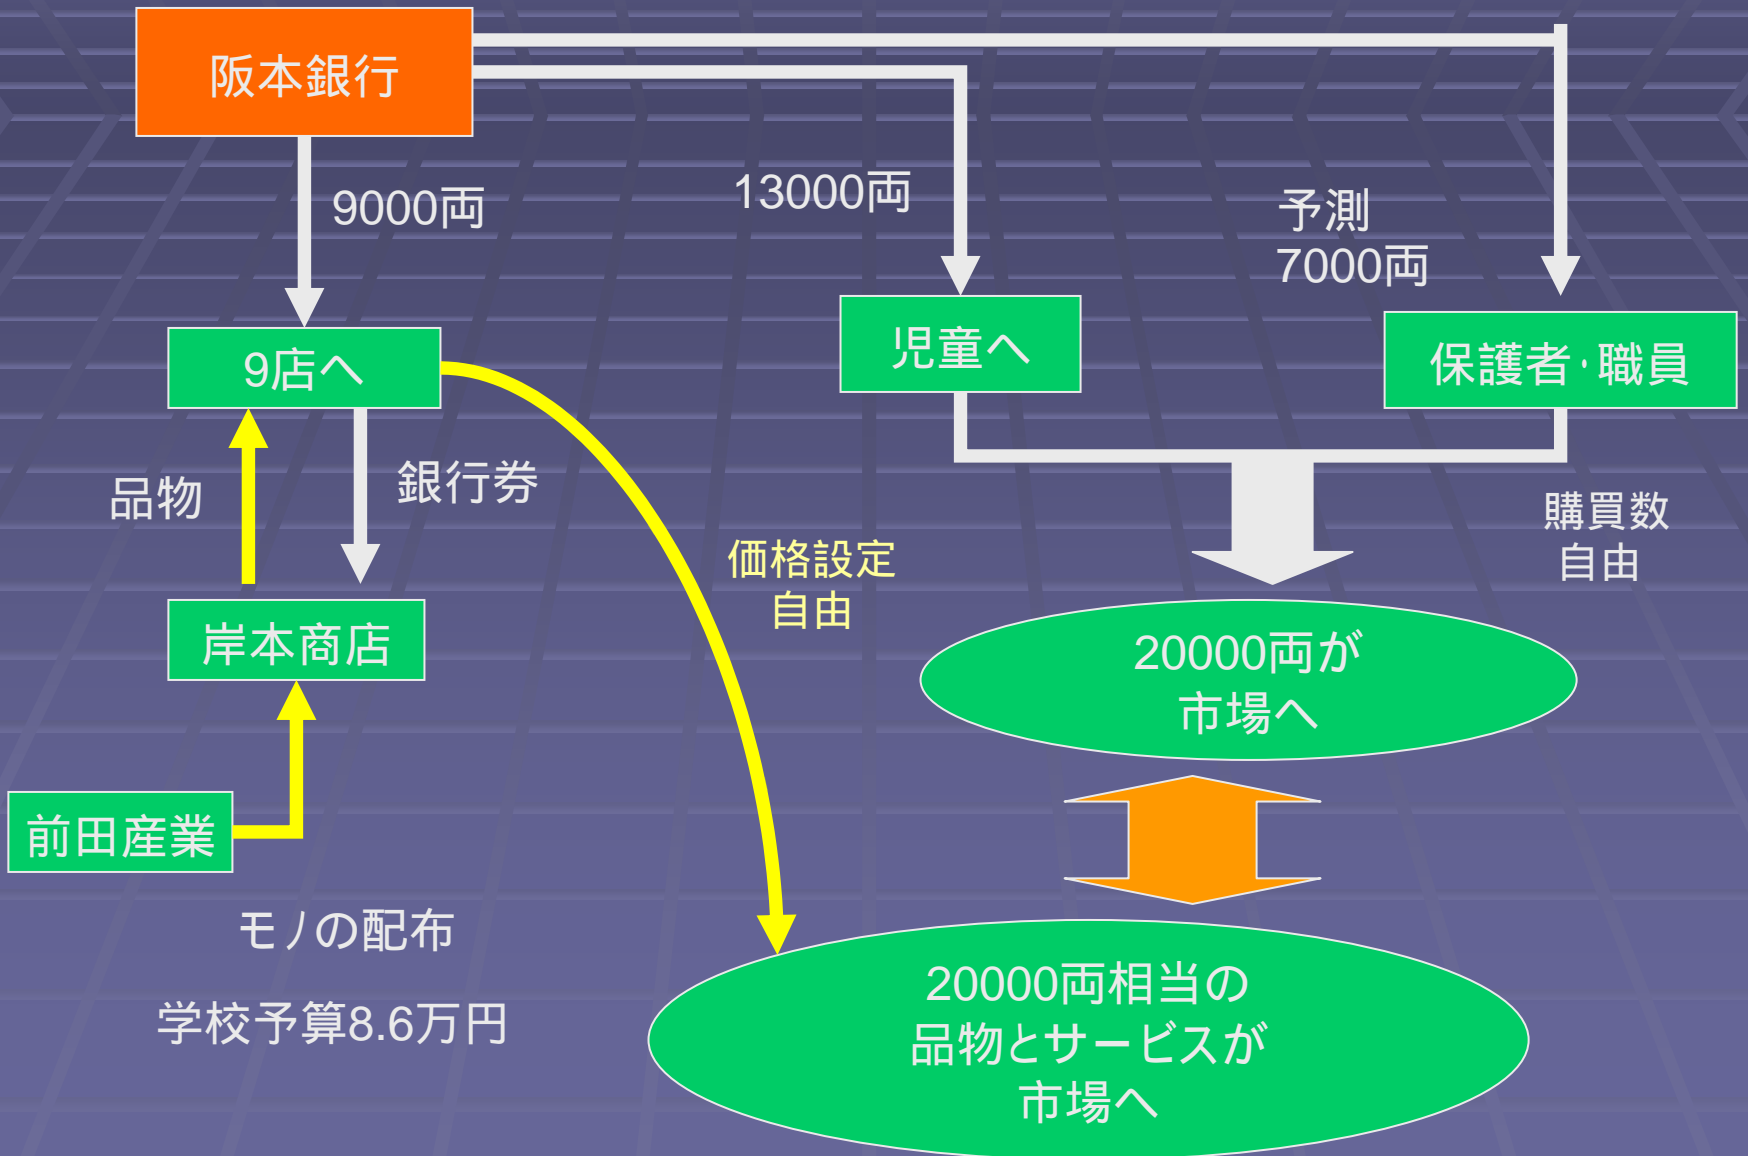 阪本銀行
9000両
13000両
予測
7000両
9店へ
児童へ
保護者・職員
品物
銀行券
価格設定
自由
購買数
自由
岸本商店
20000両が
市場へ
前田産業
モノの配布
学校予算8.6万円
20000両相当の
品物とサービスが
市場へ